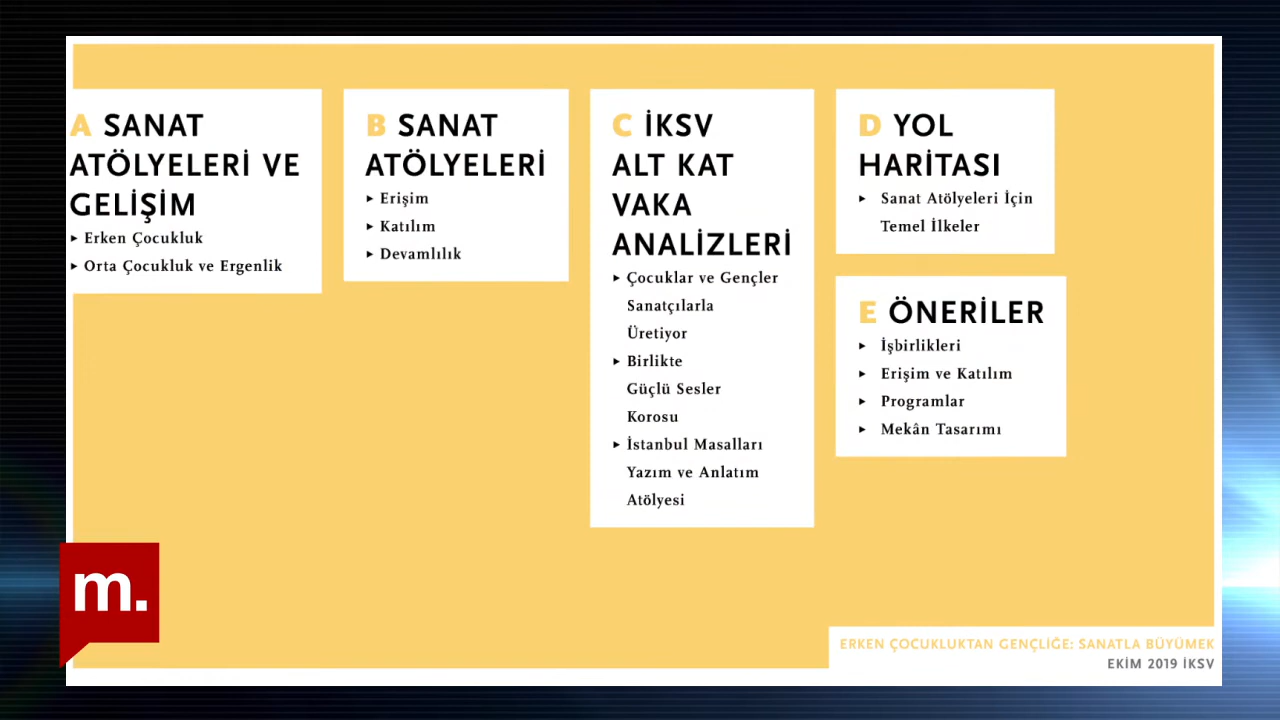 A SANAT
ATÖLYELERİ VE
GELİŞİM
▸ Erken Çocukluk
▸ Orta Çocukluk ve Ergenlik
B SANAT
ATÖLYELERİ
▸ Erişim
▸ Katılım
▸ Devamlılık
C İKSV
ALT KAT
VAKA
ANALİZLERİ
▸ Çocuklar ve Gençler
Sanatçılarla
Üretiyor
▸ Birlikte
Güçlü Sesler
Korosu
▸ İstanbul Masalları
Yazım ve Anlatım
Atölyesi
D YOL
HARİTASI
▸ Sanat Atölyeleri İçin
Temel İlkeler
E ÖNERİLER
▸ İşbirlikleri
▸ Erişim ve Katılım
▸ Programlar
▸ Mekân Tasarımı
m.
ERKEN ÇOCUKLUKTAN GENÇLİĞE: SANATLA BÜYÜMEK
EKİM 2019 İKSV